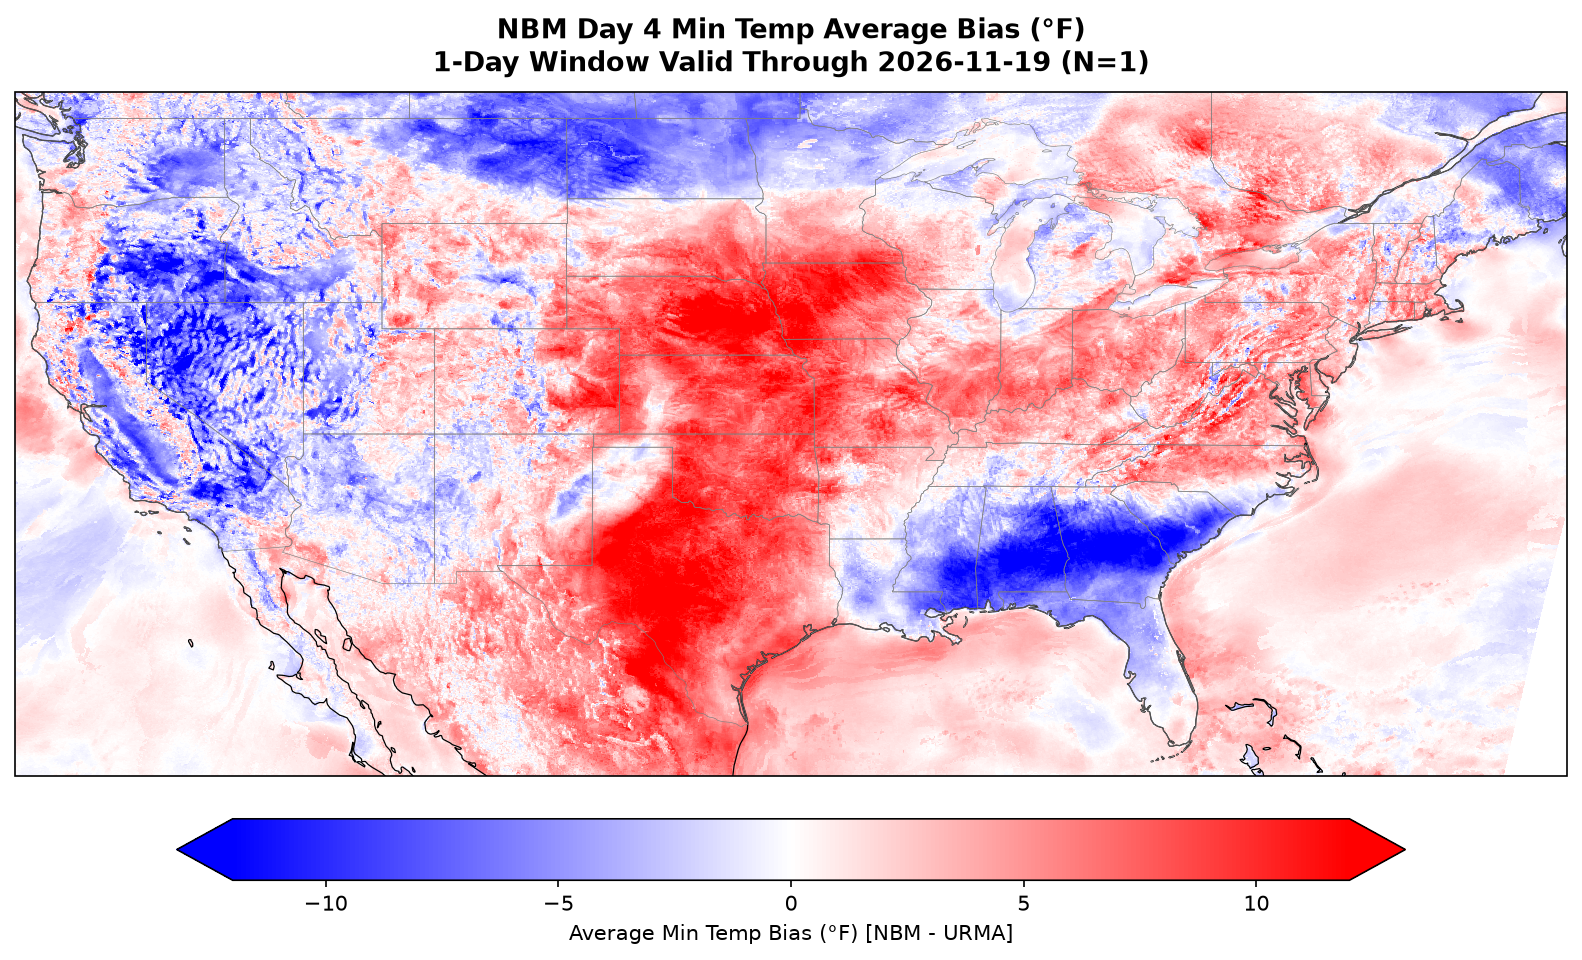 NBM Day 4 Min Temp Average Bias (°F)
1-Day Window Valid Through 2026-11-19 (N=1)
−10 −5 0 5 10
Average Min Temp Bias (°F) [NBM - URMA]